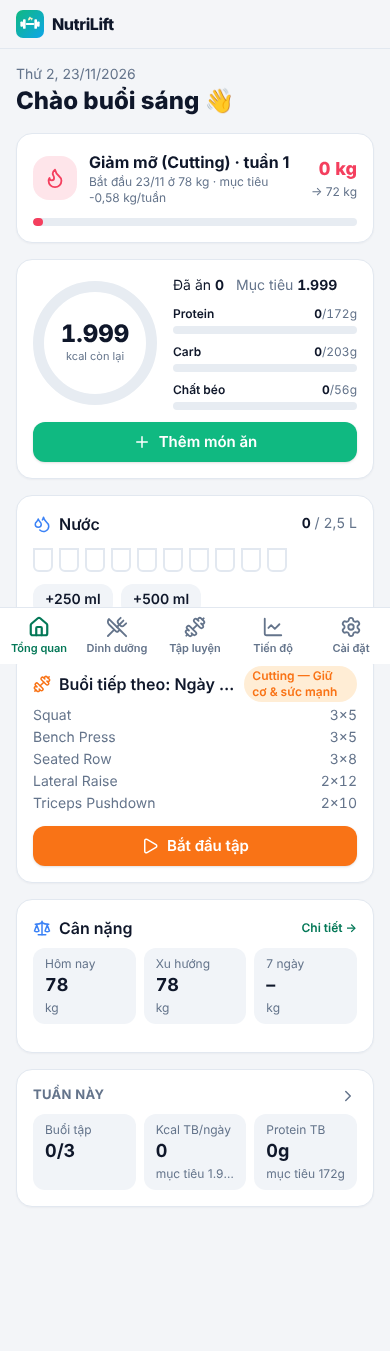 NutriLift
Thứ 2, 23/11/2026
Chào buổi sáng 👋
Giảm mỡ (Cutting) · tuần 1
Bắt đầu 23/11 ở 78 kg · mục tiêu
-0,58 kg/tuần
0 kg
→ 72 kg
1.999
kcal còn lại
Đã ăn 0 Mục tiêu 1.999
Protein 0/172g
Carb 0/203g
Chất béo 0/56g
+ Thêm món ăn
Nước 0 / 2,5 L
+250 ml +500 ml
Tổng quan Dinh dưỡng Tập luyện Tiến độ Cài đặt
Buổi tiếp theo: Ngày ...
Cutting — Giữ
cơ & sức mạnh
Squat 3×5
Bench Press 3×5
Seated Row 3×8
Lateral Raise 2×12
Triceps Pushdown 2×10
Bắt đầu tập
Cân nặng Chi tiết →
Hôm nay Xu hướng 7 ngày
78 78 –
kg kg kg
TUẦN NÀY
Buổi tập Kcal TB/ngày Protein TB
0/3 0 0g
mục tiêu 1.9... mục tiêu 172g